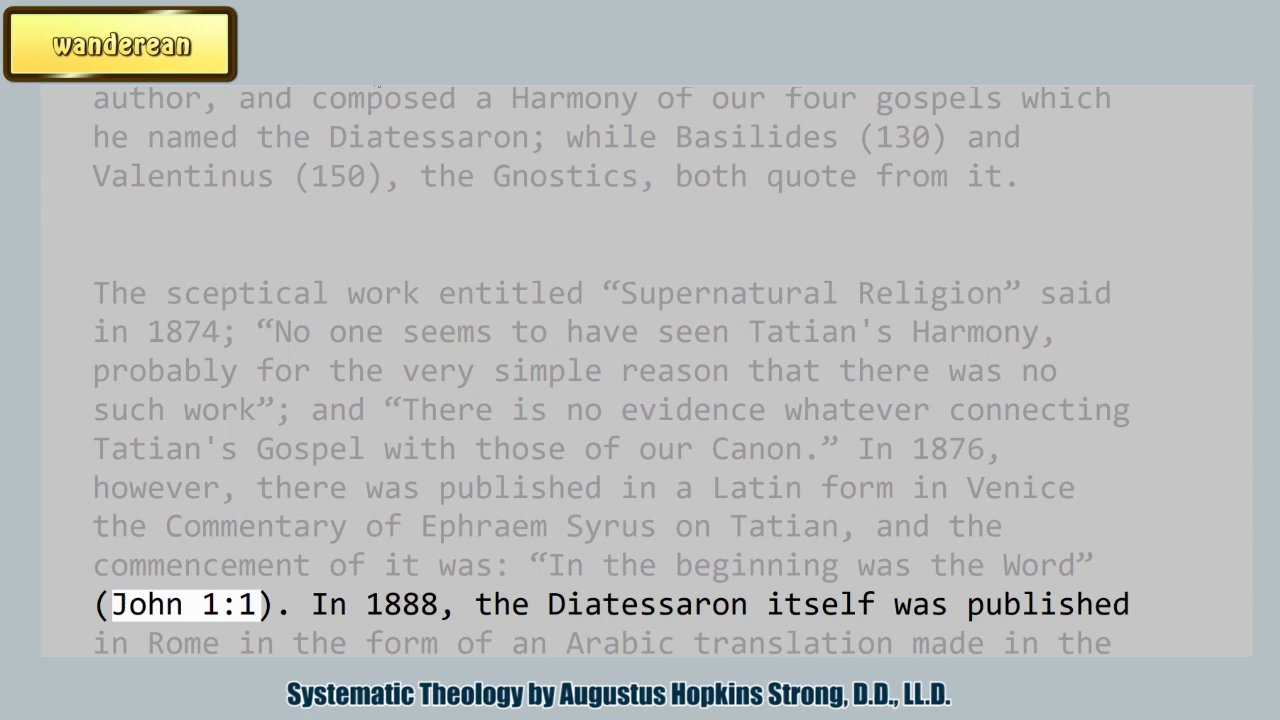 wanderean
author, and composed a Harmony of our four gospels which
he named the Diatessaron; while Basilides (130) and
Valentinus (150), the Gnostics, both quote from it.
The sceptical work entitled “Supernatural Religion” said
in 1874; “No one seems to have seen Tatian's Harmony,
probably for the very simple reason that there was no
such work”; and “There is no evidence whatever connecting
Tatian's Gospel with those of our Canon.” In 1876,
however, there was published in a Latin form in Venice
the Commentary of Ephraem Syrus on Tatian, and the
commencement of it was: “In the beginning was the Word”
(John 1:1). In 1888, the Diatessaron itself was published
in Rome in the form of an Arabic translation made in the
Systematic Theology by Augustus Hopkins Strong, D.D., LL.D.